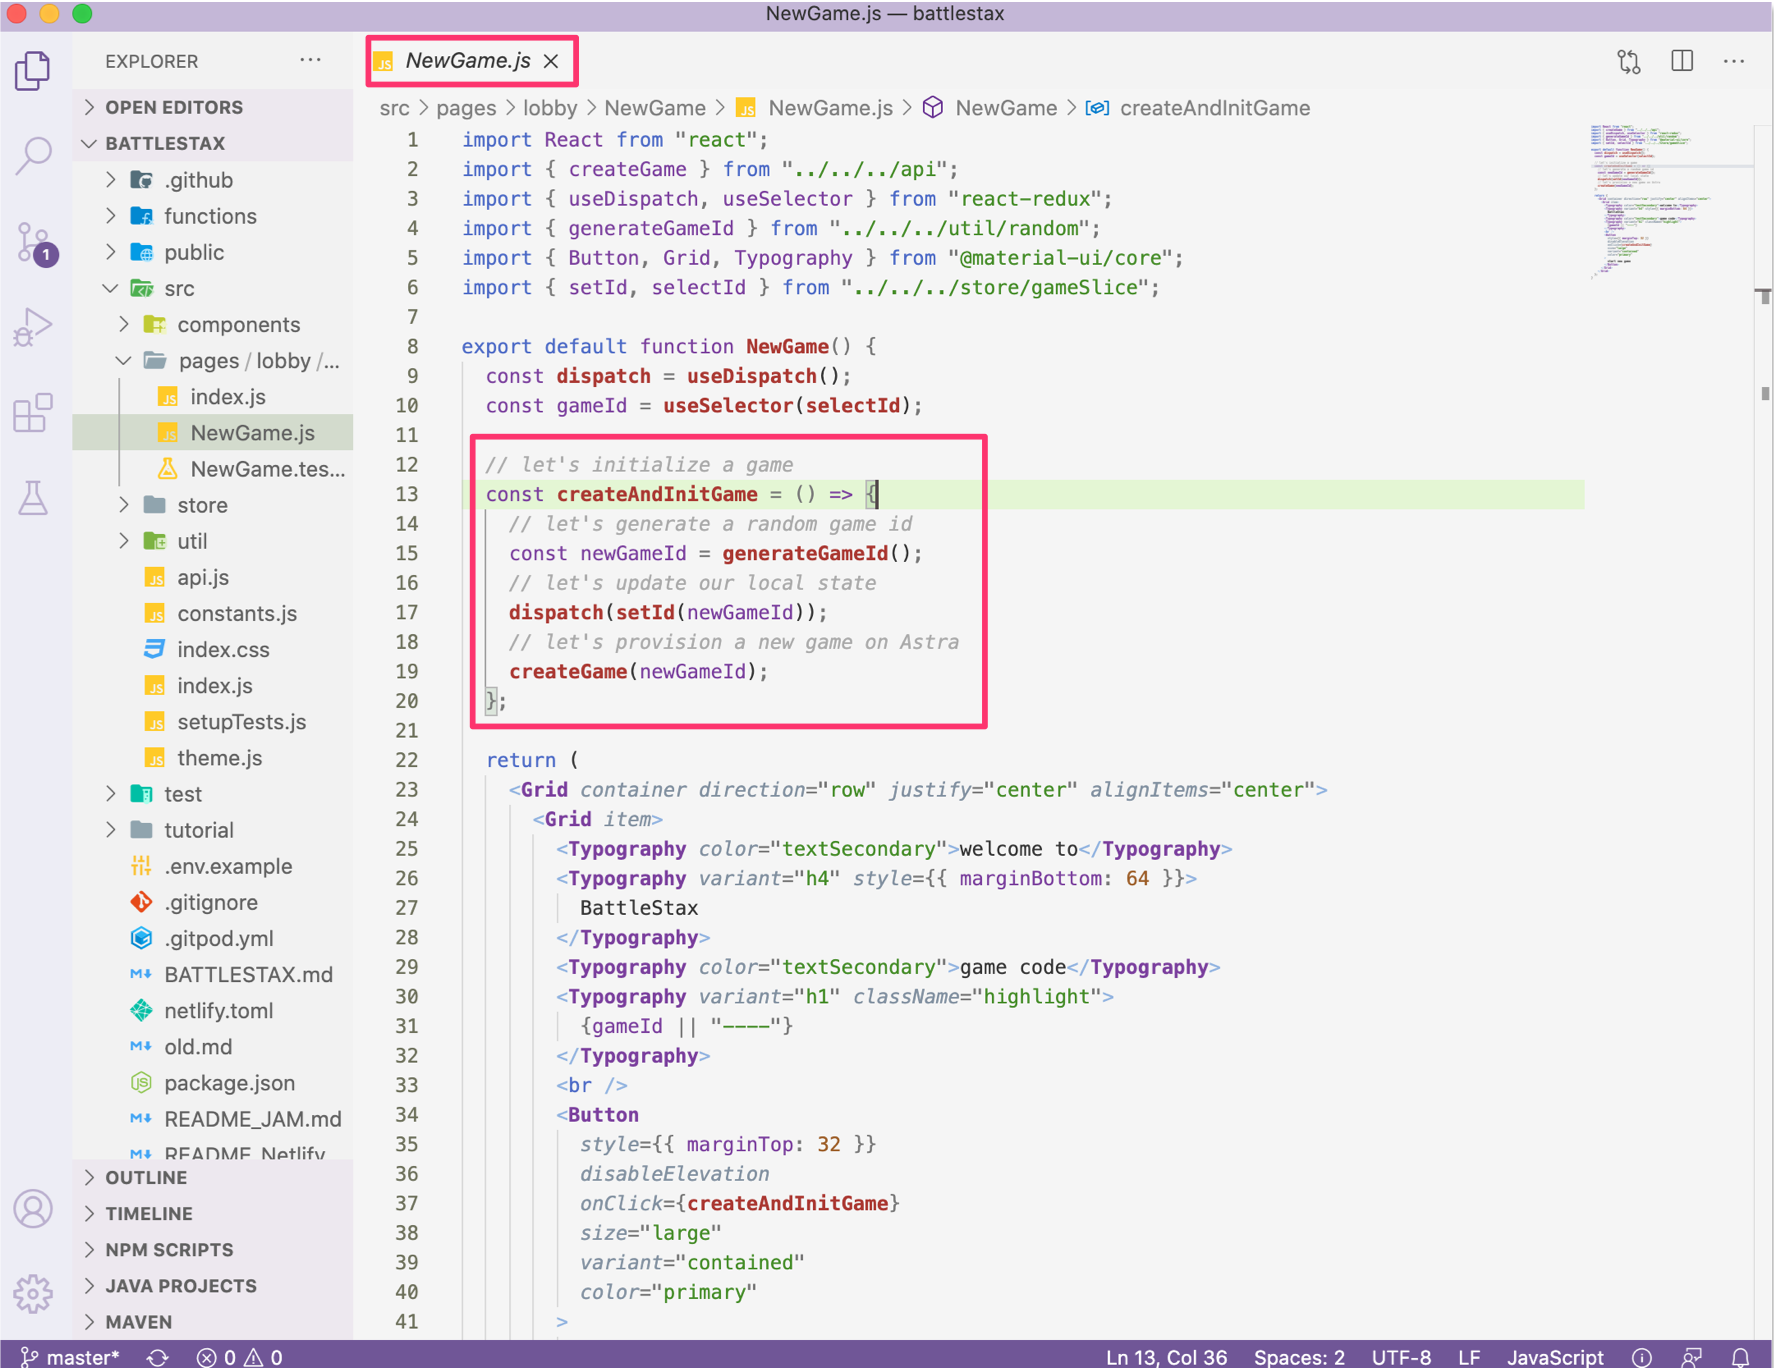 NewGame.js — battlestax
EXPLORER
OPEN EDITORS
BATTLESTAX
.github
functions
public
src
components
pages / lobby /...
index.js
NewGame.js
NewGame.tes...
store
util
api.js
constants.js
index.css
index.js
setupTests.js
theme.js
test
tutorial
.env.example
.gitignore
.gitpod.yml
BATTLESTAX.md
netlify.toml
old.md
package.json
README_JAM.md
README_Netlify
OUTLINE
TIMELINE
NPM SCRIPTS
JAVA PROJECTS
MAVEN
1
NewGame.js
src > pages > lobby > NewGame > NewGame.js > NewGame > createAndInitGame
1 import React from "react";
2 import { createGame } from "../../../api";
3 import { useDispatch, useSelector } from "react-redux";
4 import { generateGameId } from "../../../util/random";
5 import { Button, Grid, Typography } from "@material-ui/core";
6 import { setId, selectId } from "../../../store/gameSlice";
7
8 export default function NewGame() {
9 const dispatch = useDispatch();
10 const gameId = useSelector(selectId);
11
12 // let's initialize a game
13 const createAndInitGame = () => {
14 // let's generate a random game id
15 const newGameId = generateGameId();
16 // let's update our local state
17 dispatch(setId(newGameId));
18 // let's provision a new game on Astra
19 createGame(newGameId);
20 };
21
22 return (
23 <Grid container direction="row" justify="center" alignItems="center">
24 <Grid item>
25 <Typography color="textSecondary">welcome to</Typography>
26 <Typography variant="h4" style={{ marginBottom: 64 }}>
27 BattleStax
28 </Typography>
29 <Typography color="textSecondary">game code</Typography>
30 <Typography variant="h1" className="highlight">
31 {gameId || "----"}
32 </Typography>
33 <br />
34 <Button
35 style={{ marginTop: 32 }}
36 disableElevation
37 onClick={createAndInitGame}
38 size="large"
39 variant="contained"
40 color="primary"
41 >
master* 0 0 Ln 13, Col 36 Spaces: 2 UTF-8 LF JavaScript